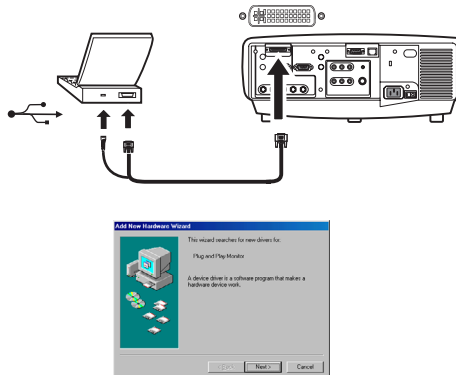 Add New Hardware Wizard
This wizard searches for new drivers for:
Plug and Play Monitor
A device driver is a software program that makes a
hardware device work.
< Back
Next >
Cancel